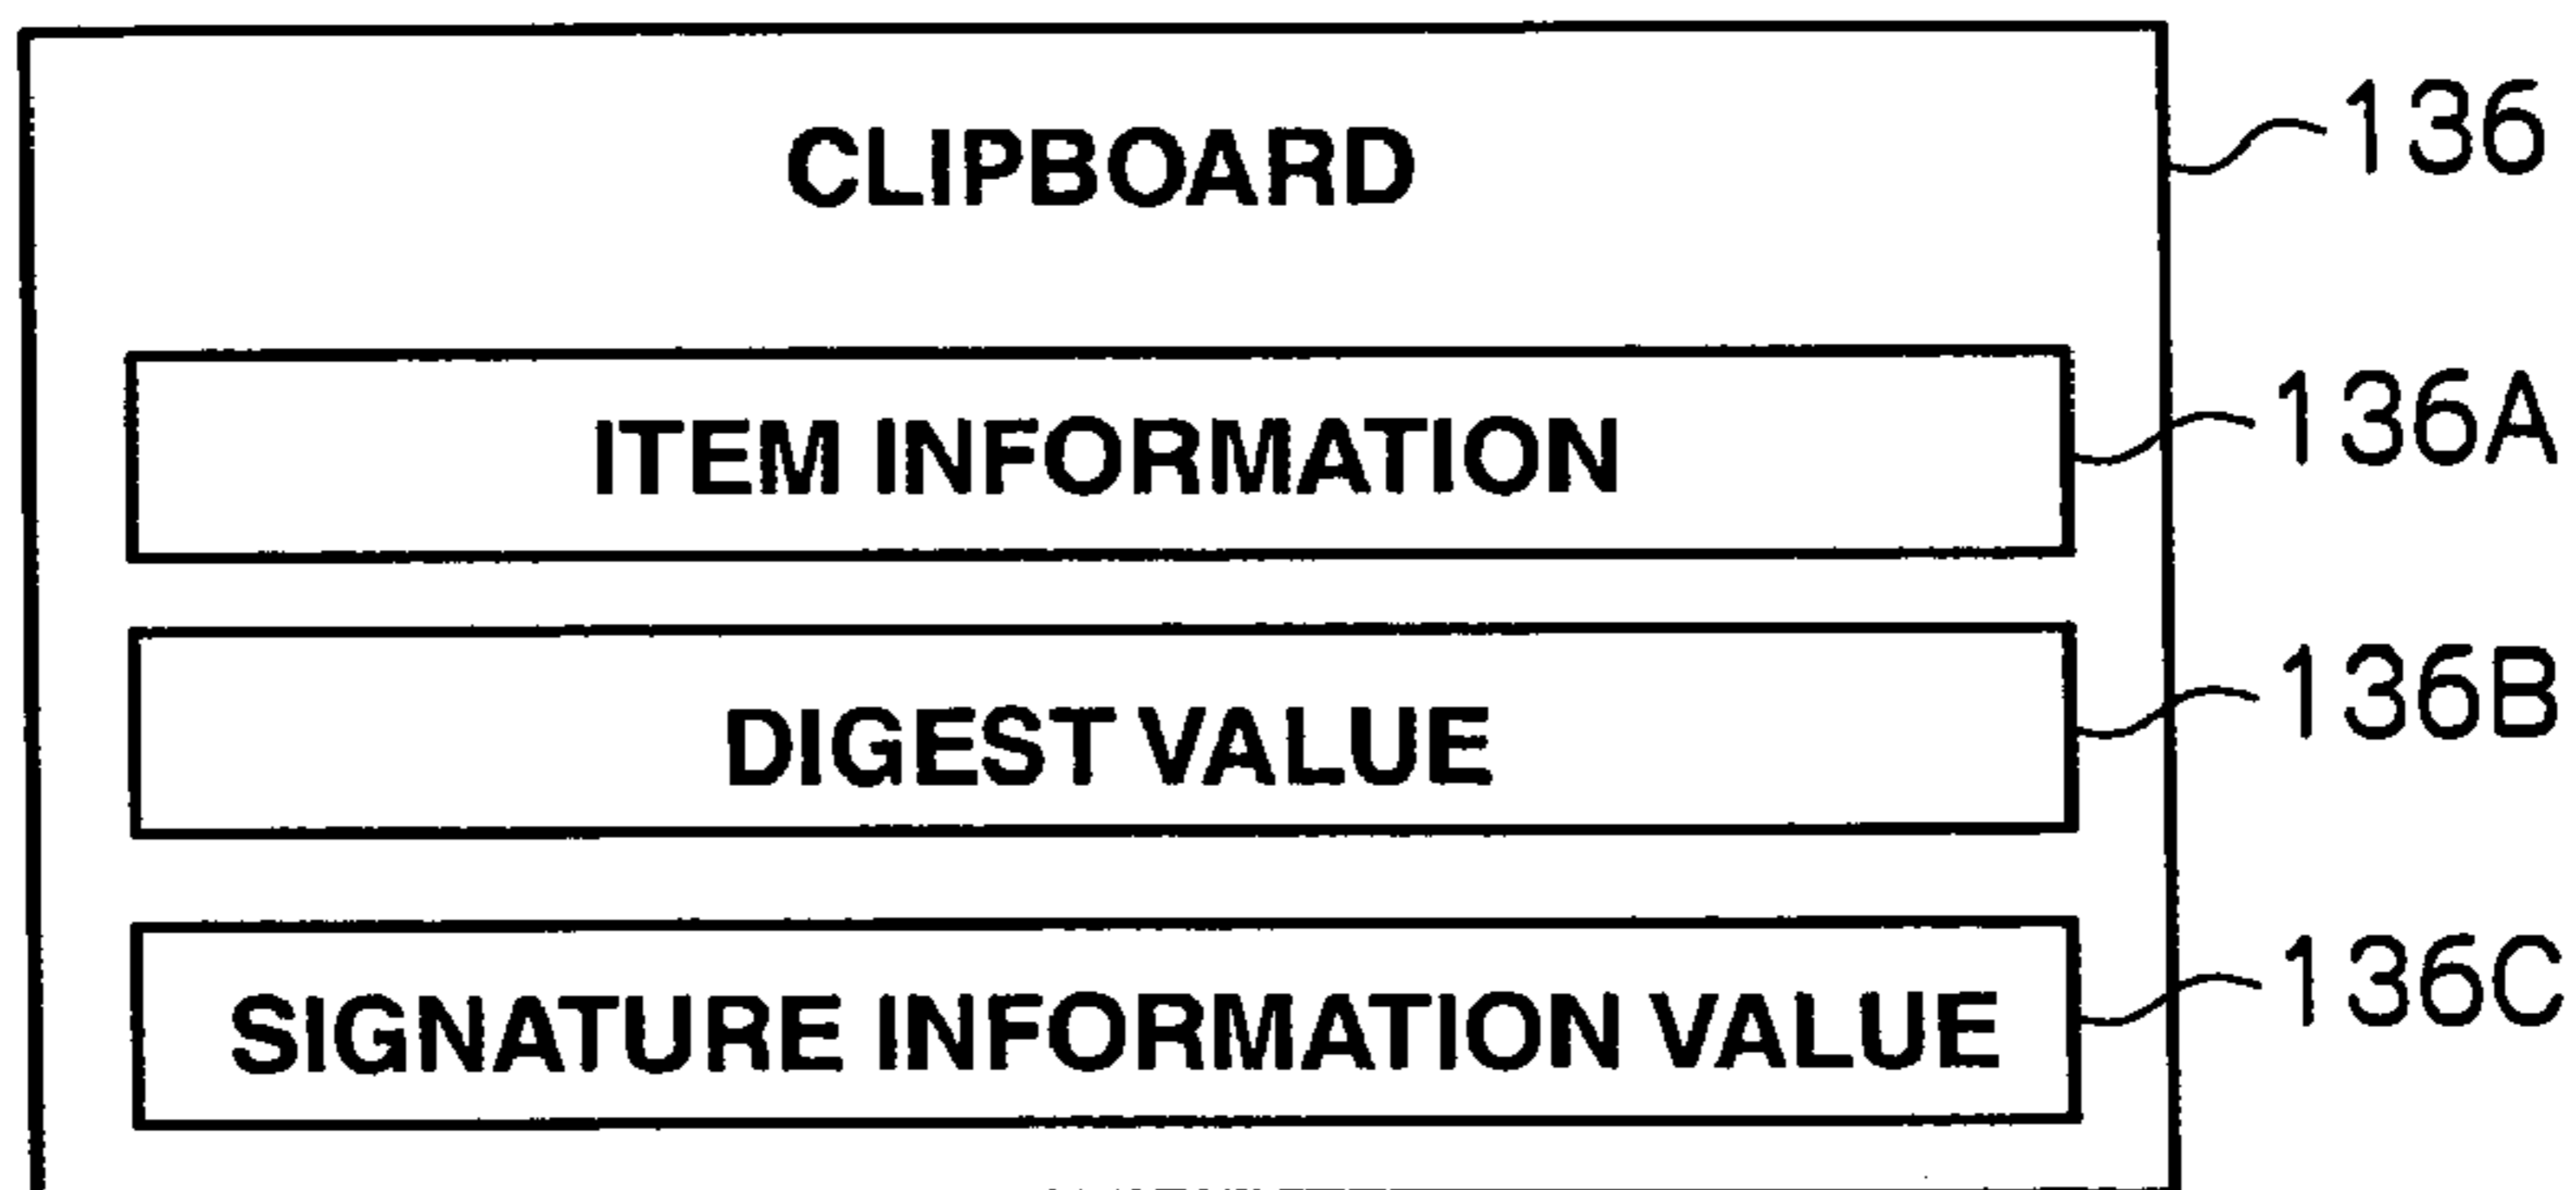 CLIPBOARD 136
ITEM INFORMATION 136A
DIGEST VALUE 136B
SIGNATURE INFORMATION VALUE 136C